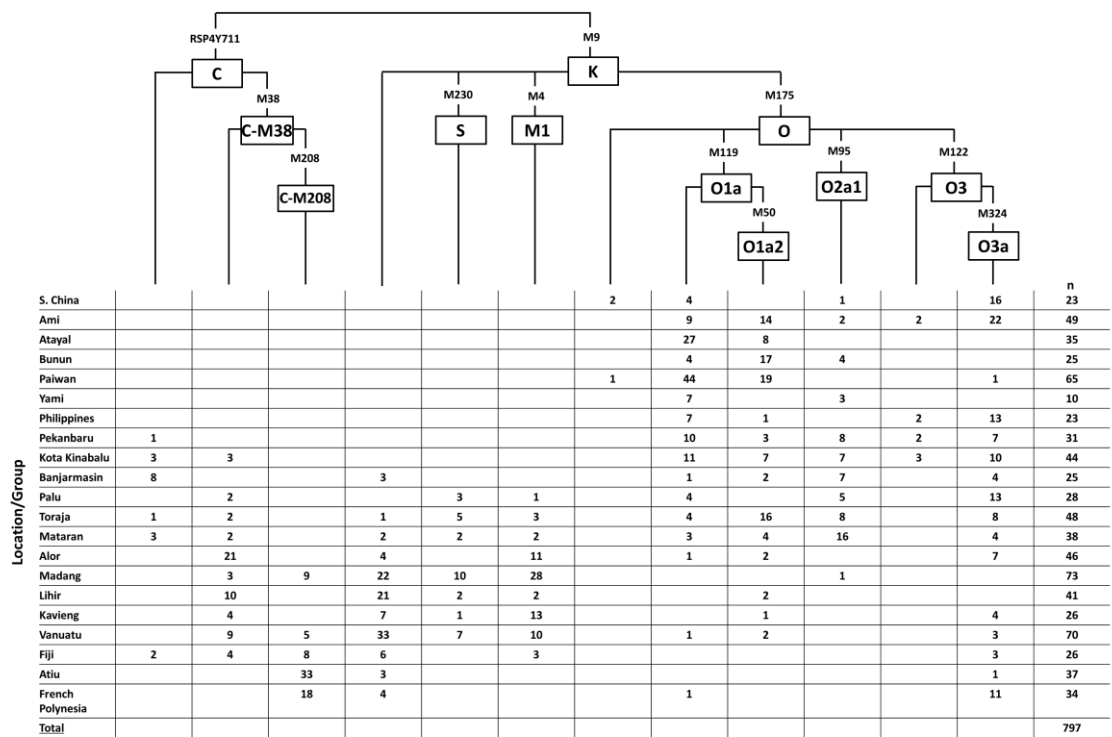 RSP4Y711 M9
C K
M38 M230 M4 M175
C-M38 S M1 O
M208 M119 M95 M122
C-M208 O1a O2a1 O3
M50 M324
O1a2 O3a
Location/Group
n
S. China 2 4 1 16 23
Ami 9 14 2 2 22 49
Atayal 27 8 35
Bunun 4 17 4 25
Paiwan 1 44 19 1 65
Yami 7 3 10
Philippines 7 1 2 13 23
Pekanbaru 1 10 3 8 2 7 31
Kota Kinabalu 3 3 11 7 7 3 10 44
Banjarmasin 8 3 1 2 7 4 25
Palu 2 3 1 4 5 13 28
Toraja 1 2 1 5 3 4 16 8 8 48
Mataran 3 2 2 2 2 3 4 16 4 38
Alor 21 4 11 1 2 7 46
Madang 3 9 22 10 28 1 73
Lihir 10 21 2 2 2 41
Kavieng 4 7 1 13 1 4 26
Vanuatu 9 5 33 7 10 1 2 3 70
Fiji 2 4 8 6 3 3 26
Atiu 33 3 1 37
French 18 4 1 11 34
Polynesia
Total 797